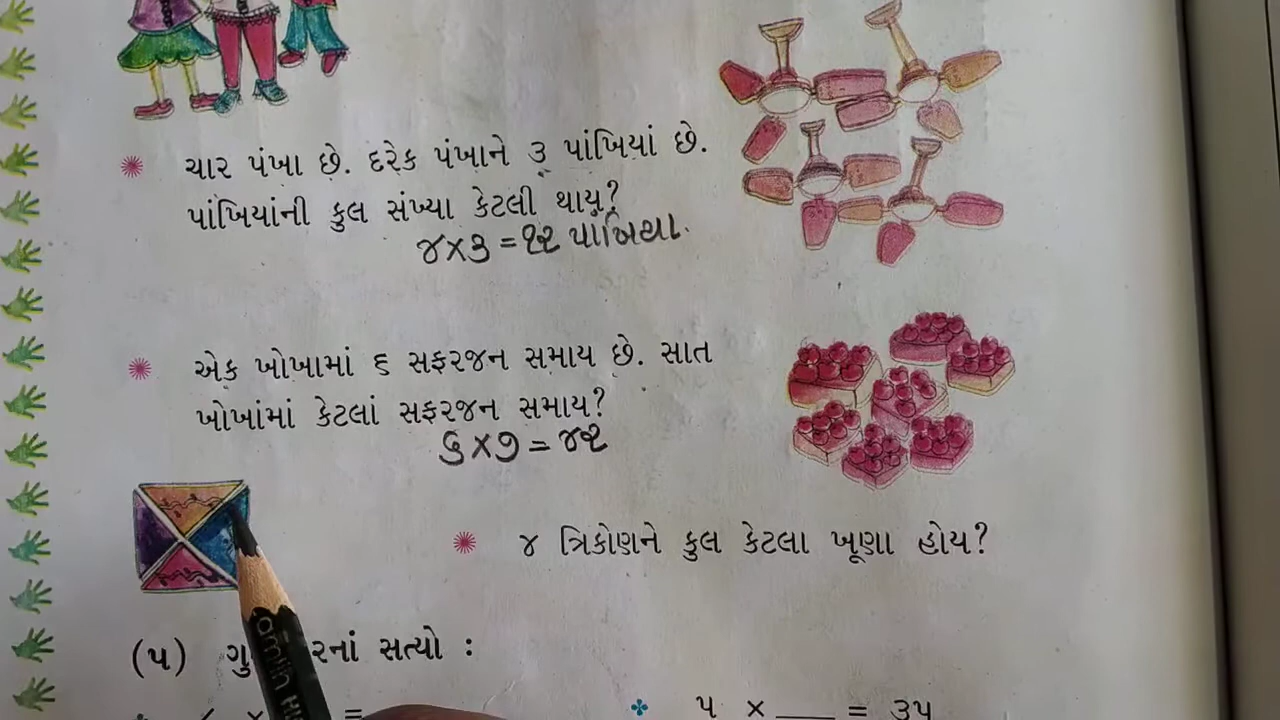 ચાર પંખા છે. દરેક પંખાને ૩ પાંખિયાં છે.
પાંખિયાંની કુલ સંખ્યા કેટલી થાય?
૪ × ૩ = ૧૨ પાંખિયા.
એક ખોખામાં ૬ સફરજન સમાય છે. સાત
ખોખાંમાં કેટલાં સફરજન સમાય?
૬ × ૭ = ૪૨
૪ ત્રિકોણને કુલ કેટલા ખૂણા હોય?
(૫) સત્યો :
× =
૫ × ___ = ૩૫